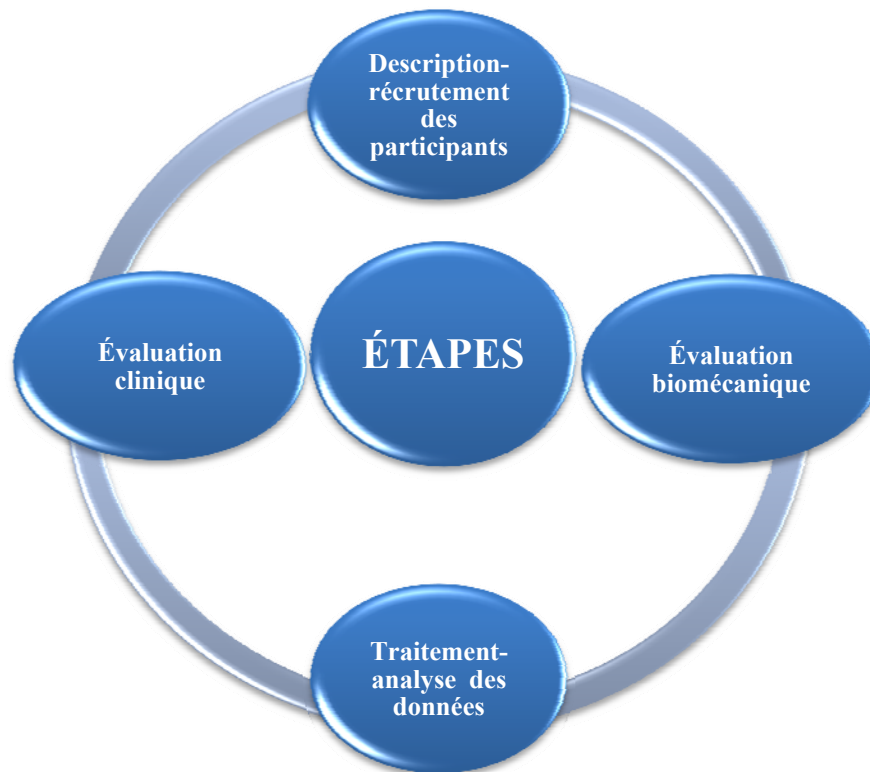 Description-
récrutement
des
participants
Évaluation
clinique
ÉTAPES
Évaluation
biomécanique
Traitement-
analyse des
données